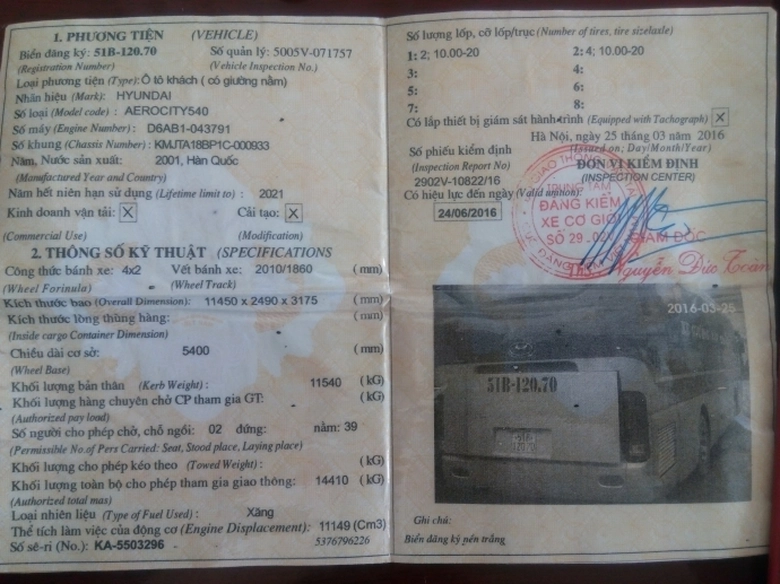 1. PHƯƠNG TIỆN (VEHICLE)
Biển đăng ký: 51B-120.70 Số quản lý: 5005V-071757
(Registration Number) (Vehicle Inspection No.)
Loại phương tiện (Type): Ô tô khách ( có giường nằm)
Nhãn hiệu (Mark): HYUNDAI
Số loại (Model code) : AEROCITY540
Số máy (Engine Number) : D6AB1-043791
Số khung (Chassis Number): KMJTA18BP1C-000933
Năm, Nước sản xuất: 2001, Hàn Quốc
(Manufactured Year and Country)
Năm hết niên hạn sử dụng (Lifetime limit to) : 2021
Kinh doanh vận tải: X Cải tạo: X
(Commercial Use) (Modification)
2. THÔNG SỐ KỸ THUẬT (SPECIFICATIONS
Công thức bánh xe: 4x2 Vết bánh xe: 2010/1860 (mm)
(Wheel Forinula) (Wheel Track)
Kích thước bao (Overall Dimension): 11450 x 2490 x 3175 (mm)
Kích thước lòng thùng hàng: (mm)
(Inside cargo Container Dimension)
Chiều dài cơ sở: 5400 (mm)
(Wheel Base)
Khối lượng bản thân (Kerb Weight) : 11540 (kG)
Khối lượng hàng chuyên chở CP tham gia GT: (kG)
(Authorized pay load)
Số người cho phép chở, chỗ ngồi: 02 đứng: nằm: 39
(Permissible No.of Pers Carried: Seat, Stood place, Laying place)
Khối lượng cho phép kéo theo (Towed Weight) : (kG)
Khối lượng toàn bộ cho phép tham gia giao thông: 14410 (kG)
(Authorized total mas)
Loại nhiên liệu (Type of Fuel Used): Xăng
Thể tích làm việc của động cơ (Engine Displacement): 11149 (Cm3)
Số sê-ri (No.): KA-5503296 5376796226
Số lượng lốp, cỡ lốp/trục (Number of tires, tire sizelaxle)
1: 2; 10.00-20 2: 4; 10.00-20
3: 4:
5: 6:
7: 8:
Có lắp thiết bị giám sát hành trình (Equipped with Tachograph) X
Hà Nội, ngày 25 tháng 03 năm 2016
Số phiếu kiểm định (Issued on: Day/Month/Year)
(Inspection Report No) ĐƠN VỊ KIỂM ĐỊNH
2902V-10822/16 (INSPECTION CENTER)
Có hiệu lực đến ngày (Valid
24/06/2016
TRUNG TÂM
ĐĂNG KIỂM
XE CƠ GIỚI
SỐ 29
GIÁM ĐỐC
Nguyễn Đức Toàn
2016-03-25
51B-120.70
51B
12070
Ghi chú:
Biển đăng ký nền trắng